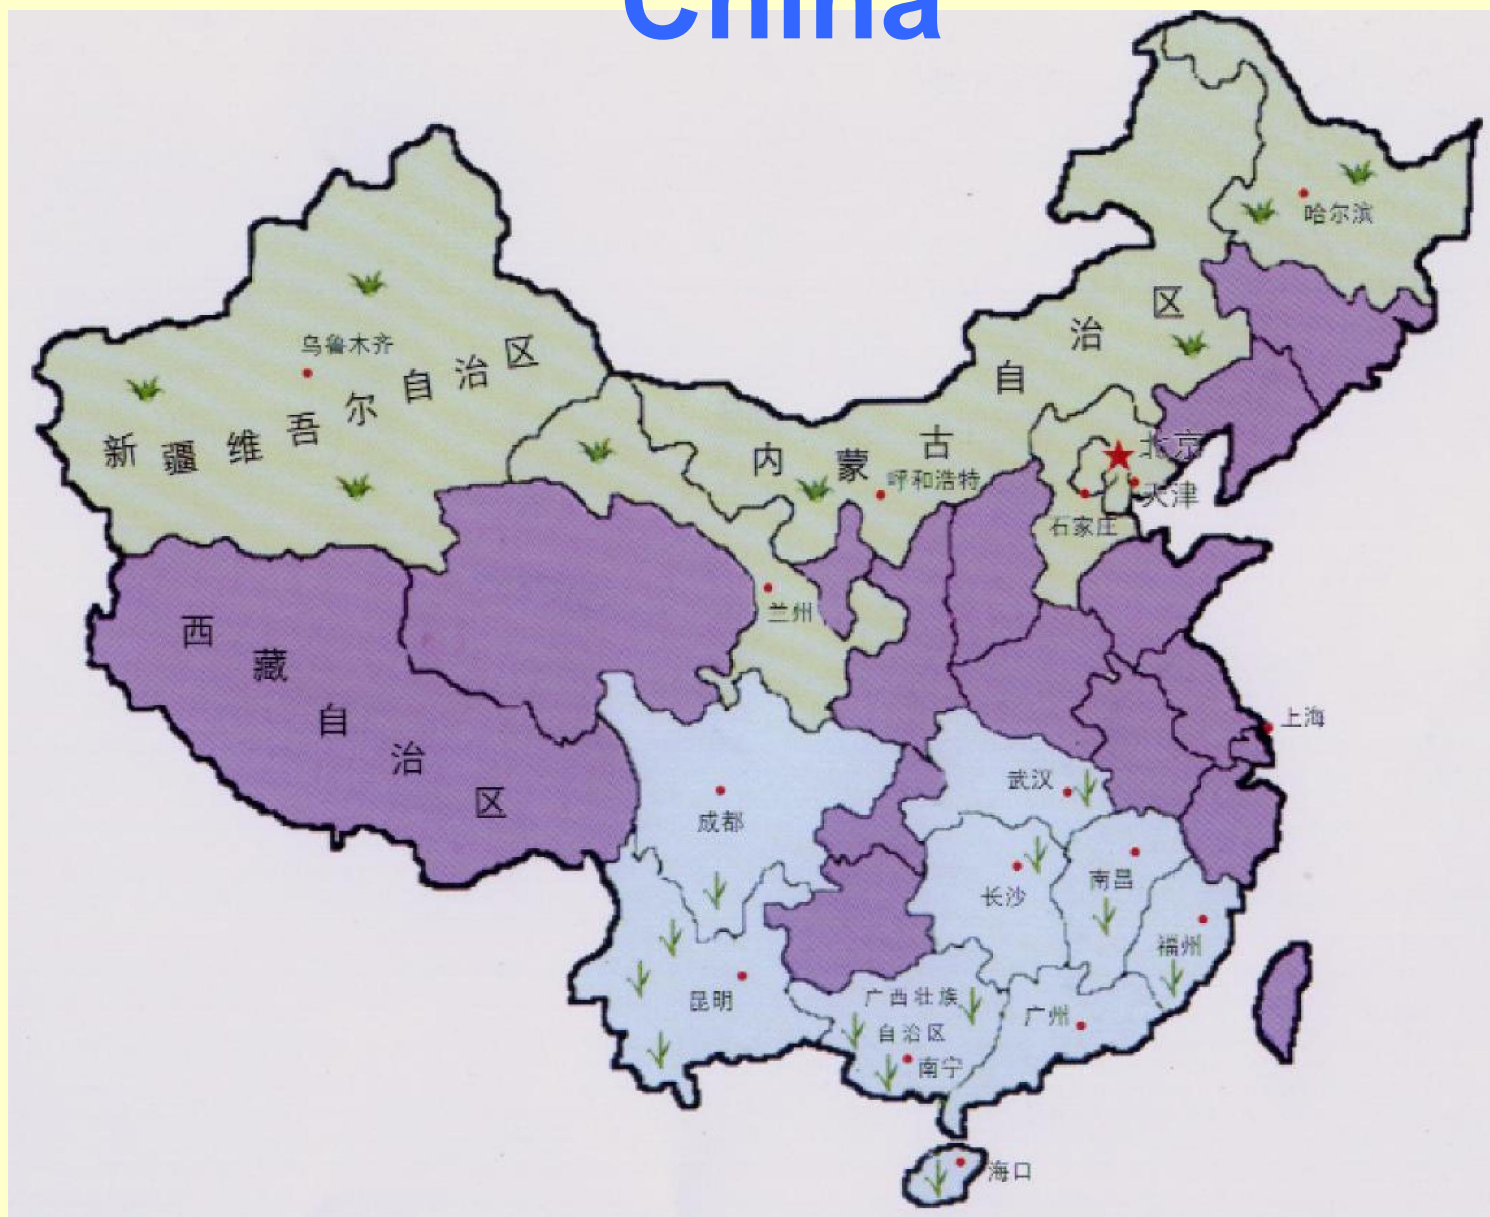 China
哈尔滨
乌鲁木齐
新疆维吾尔自治区
内蒙古自治区
呼和浩特
北京
天津
石家庄
兰州
西藏自治区
上海
武汉
成都
长沙
南昌
福州
昆明
广西壮族
自治区
南宁
广州
海口